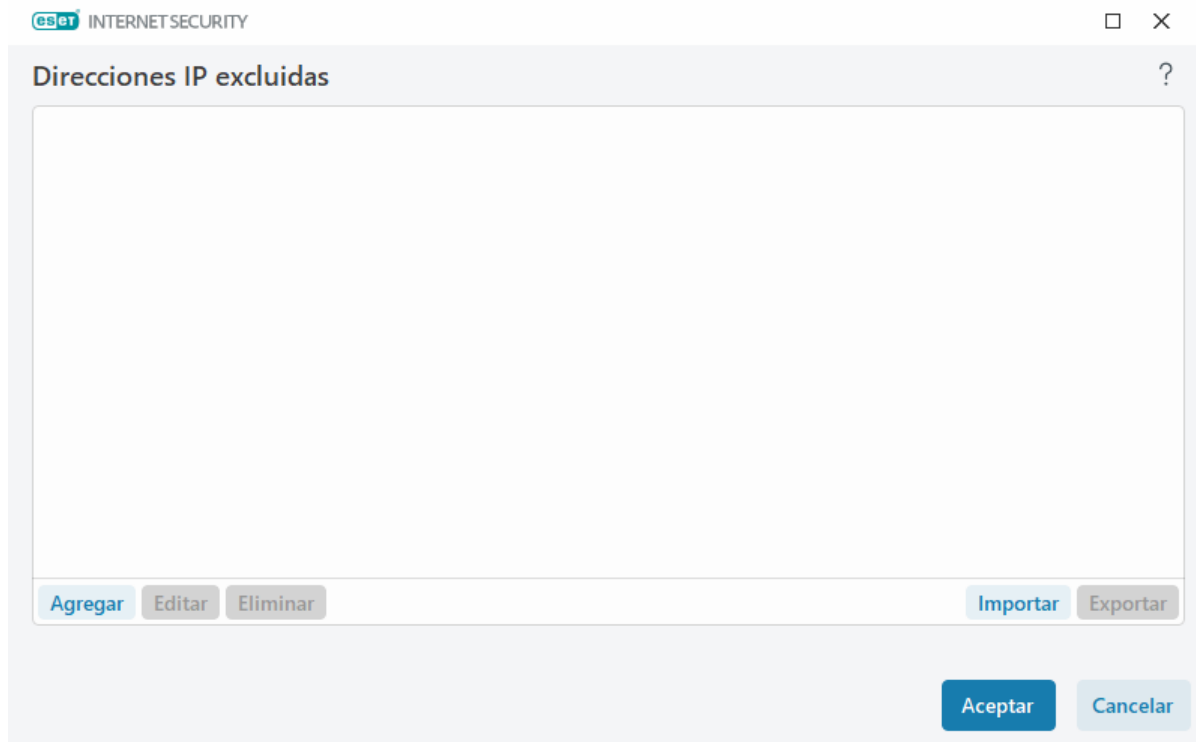 eset INTERNET SECURITY
Direcciones IP excluidas ?
Agregar Editar Eliminar Importar Exportar
Aceptar Cancelar